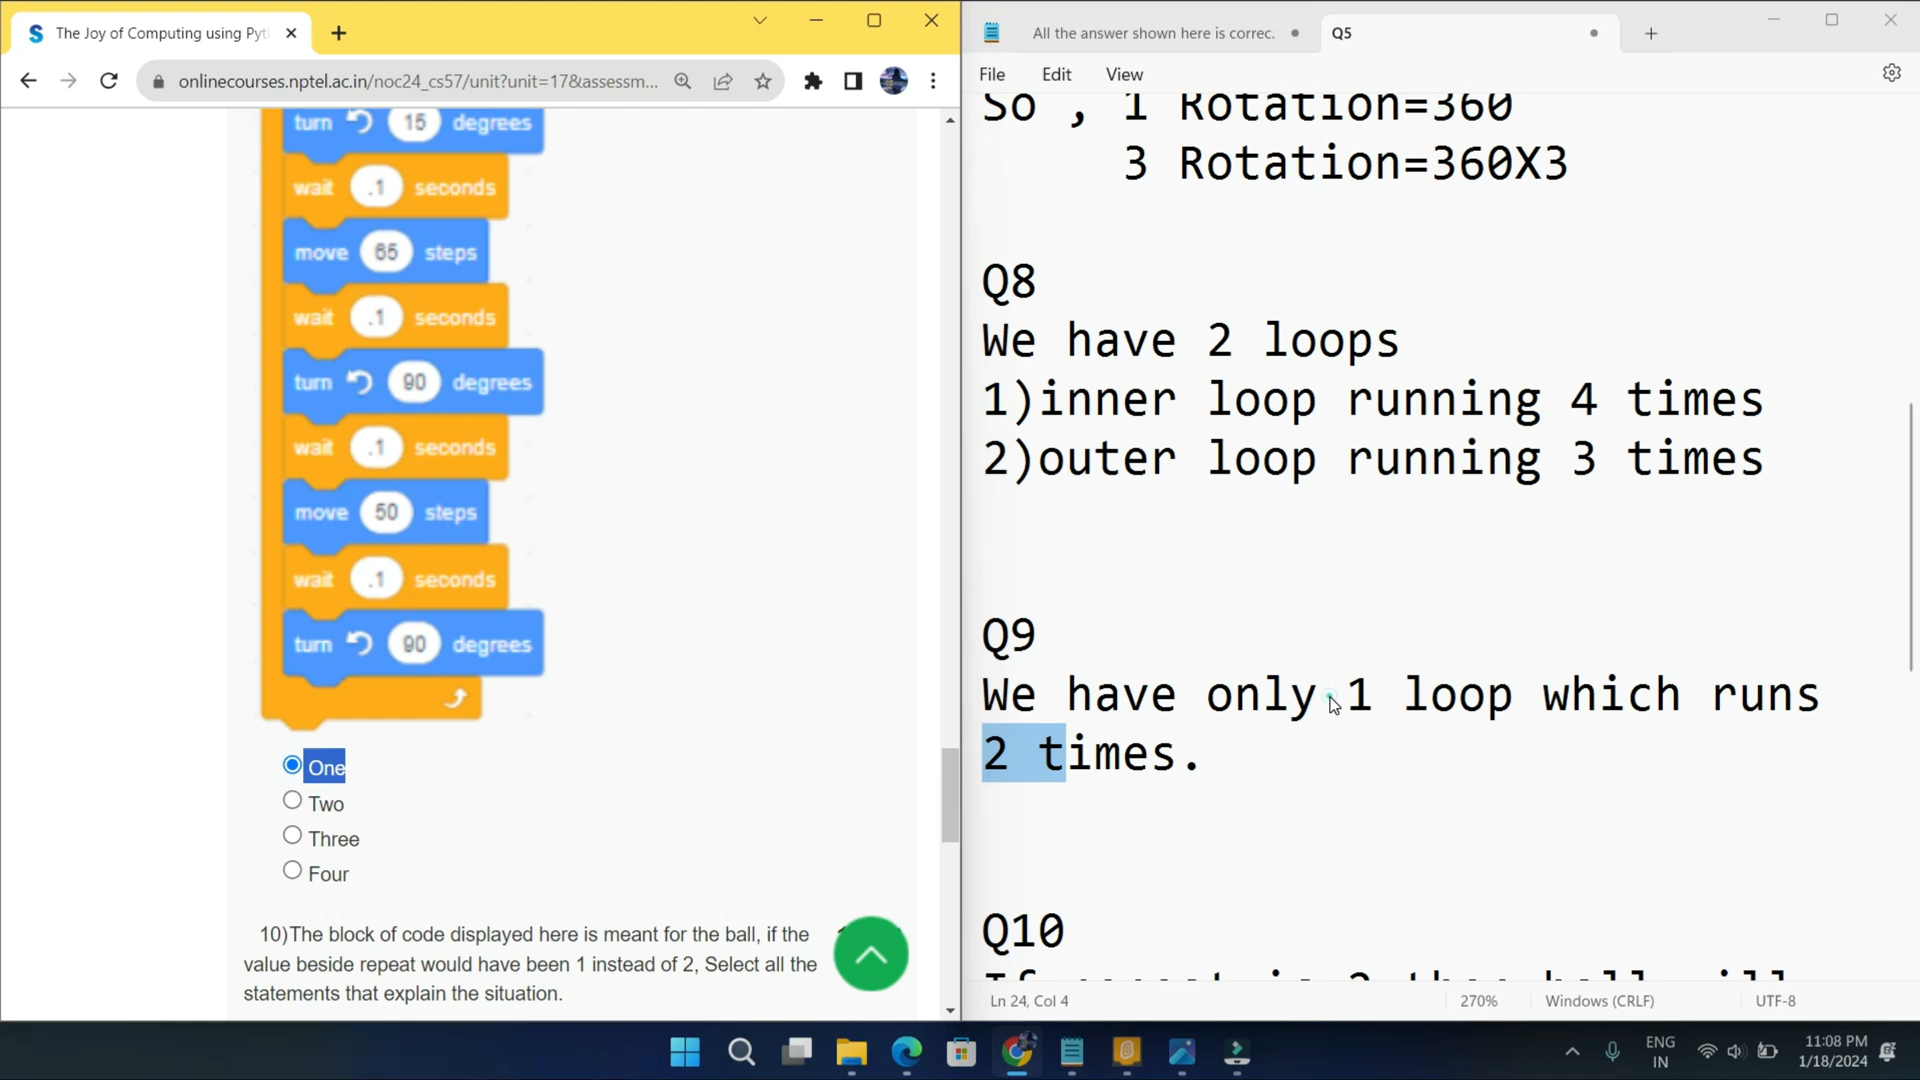 The Joy of Computing using Pyt
onlinecourses.nptel.ac.in/noc24_cs57/unit?unit=17&assessm...
turn 15 degrees
wait .1 seconds
move 65 steps
wait .1 seconds
turn 90 degrees
wait .1 seconds
move 50 steps
wait .1 seconds
turn 90 degrees
One
Two
Three
Four
10)The block of code displayed here is meant for the ball, if the
value beside repeat would have been 1 instead of 2, Select all the
statements that explain the situation.
All the answer shown here is correc.
Q5
File Edit View
So , 1 Rotation=360
3 Rotation=360X3
Q8
We have 2 loops
1)inner loop running 4 times
2)outer loop running 3 times
Q9
We have only 1 loop which runs
2 times.
Q10
Ln 24, Col 4 270% Windows (CRLF) UTF-8
ENG
IN
11:08 PM
1/18/2024